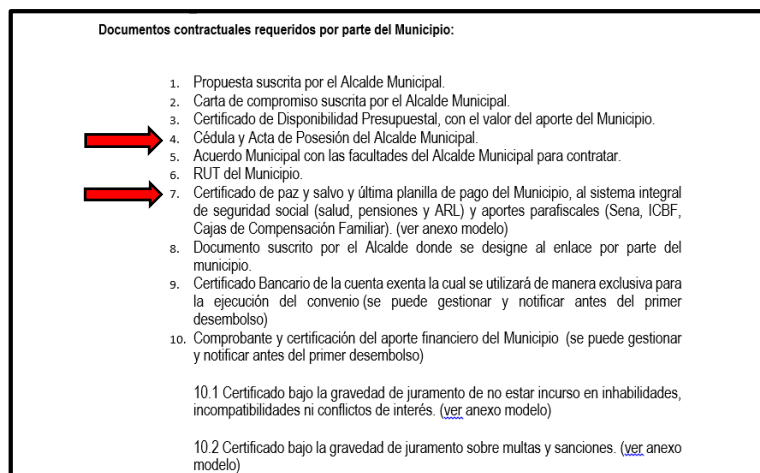 Documentos contractuales requeridos por parte del Municipio:
1. Propuesta suscrita por el Alcalde Municipal.
2. Carta de compromiso suscrita por el Alcalde Municipal.
3. Certificado de Disponibilidad Presupuestal, con el valor del aporte del Municipio.
4. Cédula y Acta de Posesión del Alcalde Municipal.
5. Acuerdo Municipal con las facultades del Alcalde Municipal para contratar.
6. RUT del Municipio.
7. Certificado de paz y salvo y última planilla de pago del Municipio, al sistema integral
de seguridad social (salud, pensiones y ARL) y aportes parafiscales (Sena, ICBF,
Cajas de Compensación Familiar). (ver anexo modelo)
8. Documento suscrito por el Alcalde donde se designe al enlace por parte del
municipio.
9. Certificado Bancario de la cuenta exenta la cual se utilizará de manera exclusiva para
la ejecución del convenio (se puede gestionar y notificar antes del primer
desembolso)
10. Comprobante y certificación del aporte financiero del Municipio (se puede gestionar
y notificar antes del primer desembolso)
10.1 Certificado bajo la gravedad de juramento de no estar incurso en inhabilidades,
incompatibilidades ni conflictos de interés. (ver anexo modelo)
10.2 Certificado bajo la gravedad de juramento sobre multas y sanciones. (ver anexo
modelo)